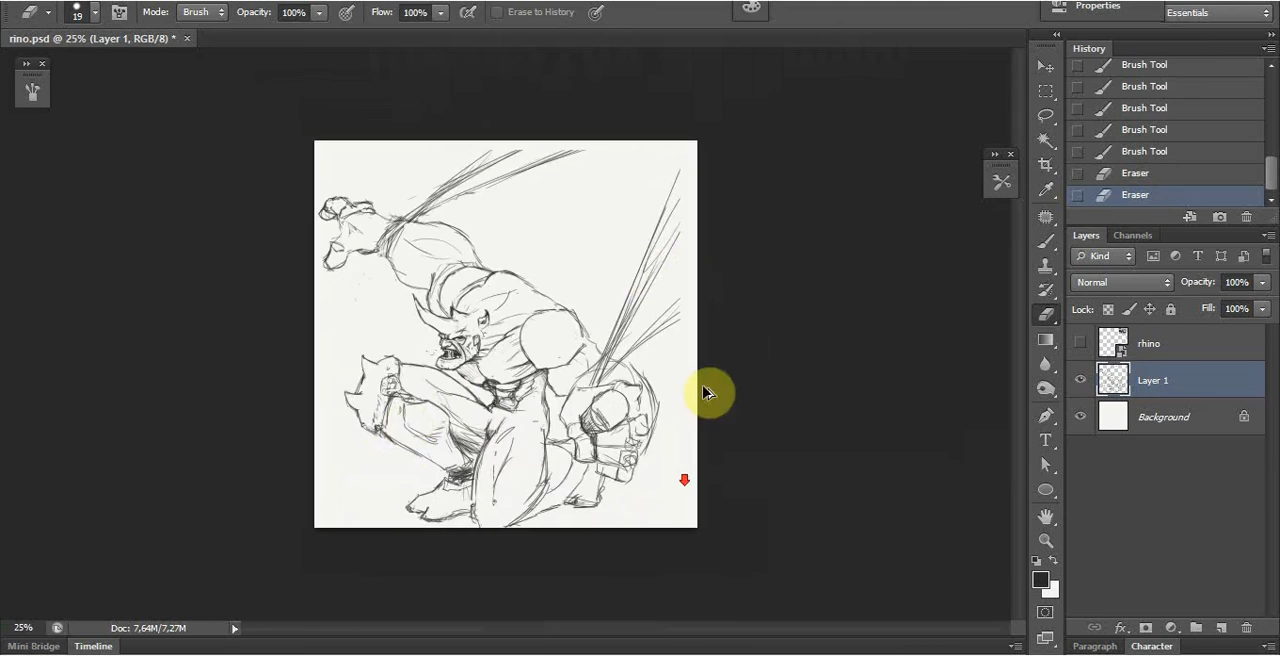 19 Mode: Brush Opacity: 100% Flow: 100% Erase to History Properties Essentials
rino.psd @ 25% (Layer 1, RGB/8) * ×
History
Brush Tool
Brush Tool
Brush Tool
Brush Tool
Brush Tool
Eraser
Eraser
Layers Channels
Kind
Normal Opacity: 100%
Lock: Fill: 100%
rhino
Layer 1
Background
25% Doc: 7,64M/7,27M
Mini Bridge Timeline Paragraph Character